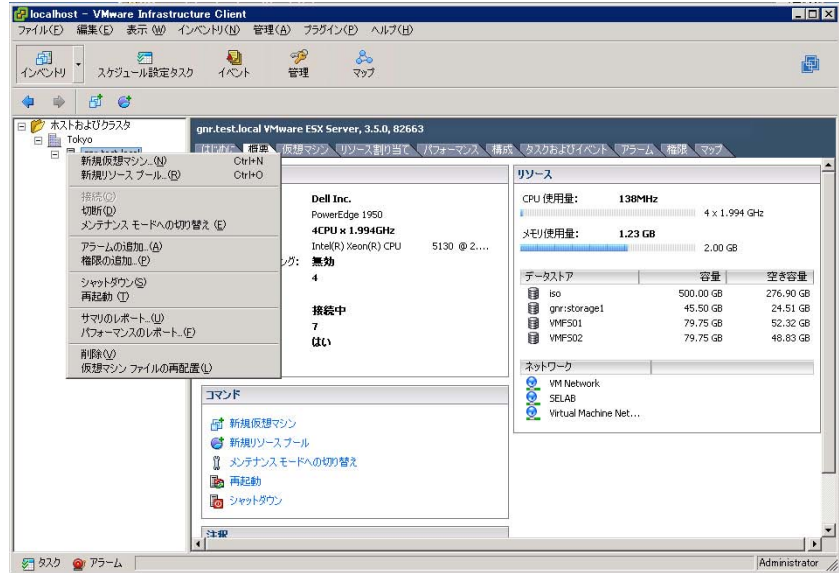 localhost - VMware Infrastructure Client
ファイル(F) 編集(E) 表示(W) インベントリ(N) 管理(A) プラグイン(P) ヘルプ(H)
インベントリ スケジュール設定タスク イベント 管理 マップ
ホストおよびクラスタ
Tokyo
gnr.test.local
新規仮想マシン...(N) Ctrl+N
新規リソース プール...(R) Ctrl+O
接続(C)
切断(D)
メンテナンス モードへの切り替え (E)
アラームの追加...(A)
権限の追加...(P)
シャットダウン(S)
再起動 (T)
サマリのレポート...(U)
パフォーマンスのレポート...(F)
削除(V)
仮想マシン ファイルの再配置(L)
gnr.test.local VMware ESX Server, 3.5.0, 82663
はじめに 概要 仮想マシン リソース割り当て パフォーマンス 構成 タスクおよびイベント アラーム 権限 マップ
Dell Inc.
PowerEdge 1950
4CPU x 1.994GHz
Intel(R) Xeon(R) CPU 5130 @ 2....
ング: 無効
4
接続中
7
はい
コマンド
新規仮想マシン
新規リソース プール
メンテナンス モードへの切り替え
再起動
シャットダウン
注釈
リソース
CPU 使用量: 138MHz
4 x 1.994 GHz
メモリ使用量: 1.23 GB
2.00 GB
データストア 容量 空き容量
iso 500.00 GB 276.90 GB
gnr:storage1 45.50 GB 24.51 GB
VMFS01 79.75 GB 52.32 GB
VMFS02 79.75 GB 48.83 GB
ネットワーク
VM Network
SELAB
Virtual Machine Net...
タスク アラーム
Administrator